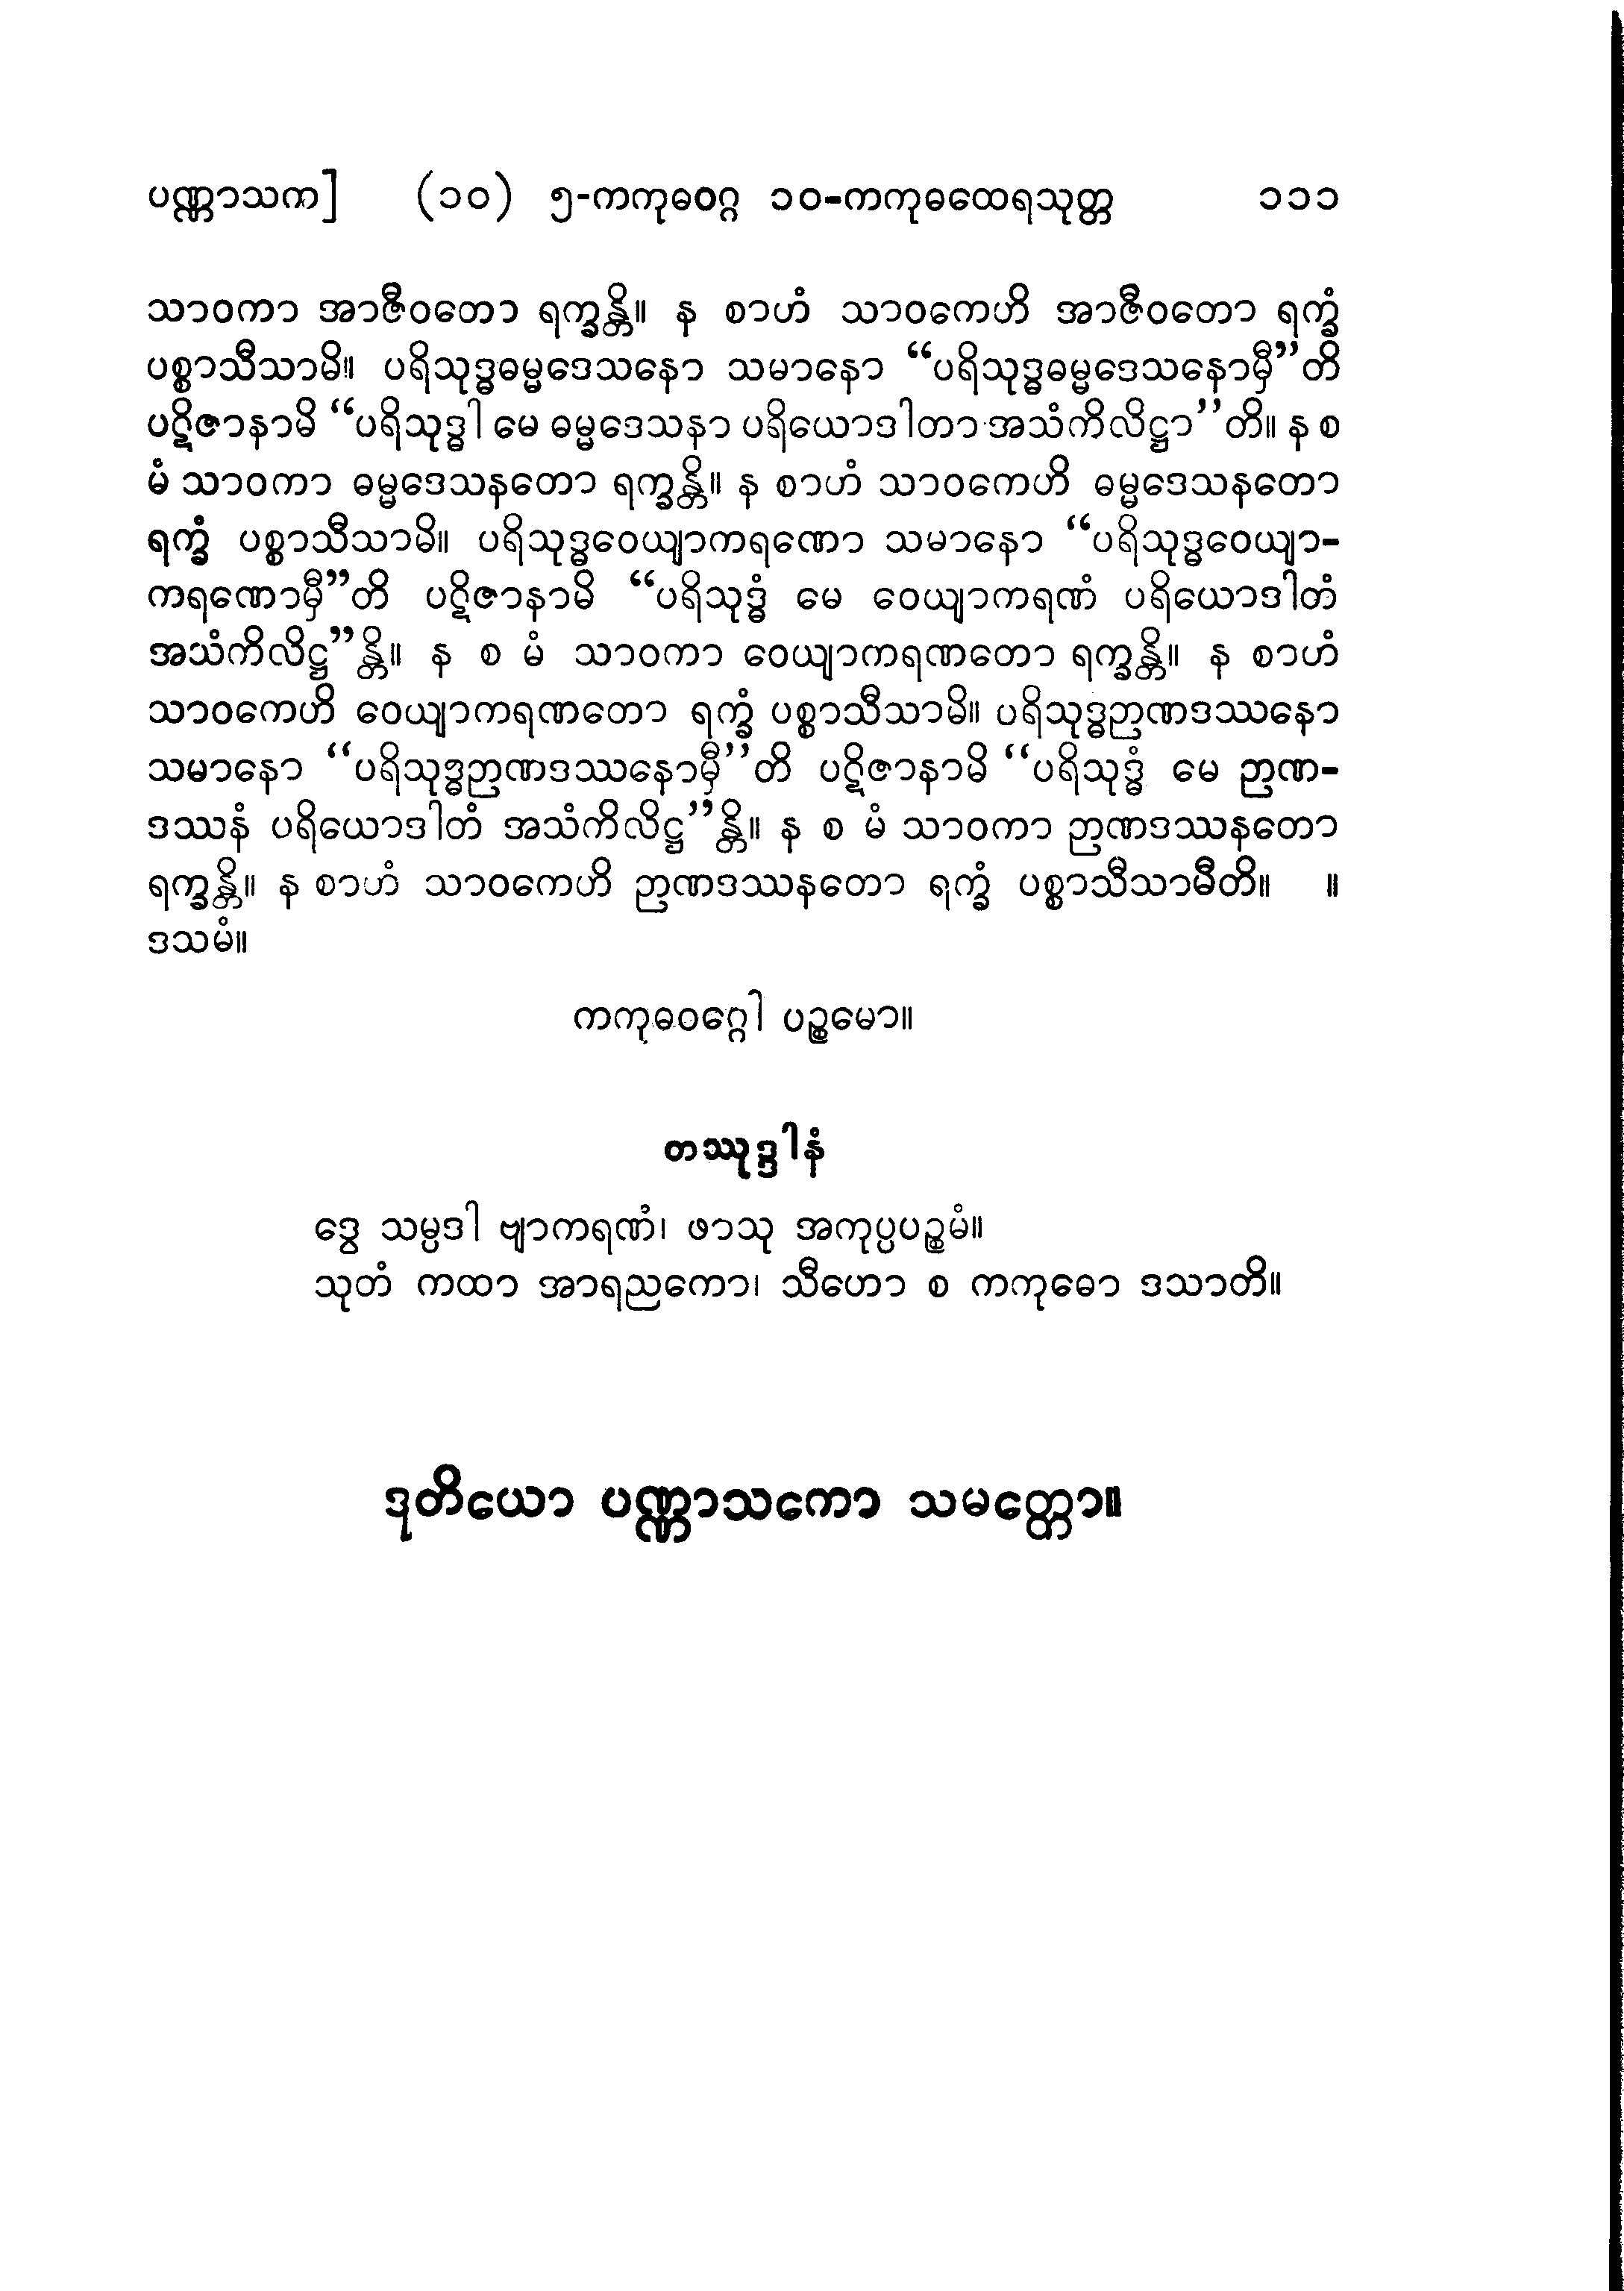 ပဏ္ဏာသက] (၁၀) ၅-ကကုဓဝဂ္ဂ ၁၀-ကကုဓထေရသုတ္တ ၁၁၁
သာဝကာ အာဇီဝတော ရက္ခန္တိ။ န စာဟံ သာဝကေဟိ အာဇီဝတော ရက္ခံ
ပစ္စာသီသာမိ။ ပရိသုဒ္ဓဓမ္မဒေသနော သမာနော “ပရိသုဒ္ဓဓမ္မဒေသနောမှီ”တိ
ပဋိဇာနာမိ “ပရိသုဒ္ဓါ မေ ဓမ္မဒေသနာ ပရိယောဒါတာ အသံကိလိဋ္ဌာ”တိ။ န စ
မံ သာဝကာ ဓမ္မဒေသနတော ရက္ခန္တိ။ န စာဟံ သာဝကေဟိ ဓမ္မဒေသနတော
ရက္ခံ ပစ္စာသီသာမိ။ ပရိသုဒ္ဓဝေယျာကရဏော သမာနော “ပရိသုဒ္ဓဝေယျာ-
ကရဏောမှီ”တိ ပဋိဇာနာမိ “ပရိသုဒ္ဓံ မေ ဝေယျာကရဏံ ပရိယောဒါတံ
အသံကိလိဋ္ဌ”န္တိ။ န စ မံ သာဝကာ ဝေယျာကရဏတော ရက္ခန္တိ။ န စာဟံ
သာဝကေဟိ ဝေယျာကရဏတော ရက္ခံ ပစ္စာသီသာမိ။ ပရိသုဒ္ဓဉာဏဒဿနော
သမာနော “ပရိသုဒ္ဓဉာဏဒဿနောမှီ”တိ ပဋိဇာနာမိ “ပရိသုဒ္ဓံ မေ ဉာဏ-
ဒဿနံ ပရိယောဒါတံ အသံကိလိဋ္ဌ”န္တိ။ န စ မံ သာဝကာ ဉာဏဒဿနတော
ရက္ခန္တိ။ န စာဟံ သာဝကေဟိ ဉာဏဒဿနတော ရက္ခံ ပစ္စာသီသာမီတိ။ ။
ဒသမံ။
ကကုဓဝဂ္ဂေါ ပဉ္စမော။
တဿုဒ္ဒါနံ
ဒွေ သမ္ပဒါ ဗျာကရဏံ၊ ဖာသု အကုပ္ပပဉ္စမံ။
သုတံ ကထာ အာရညကော၊ သီဟော စ ကကုဓော ဒသာတိ။
ဒုတိယော ပဏ္ဏာသကော သမတ္တော။